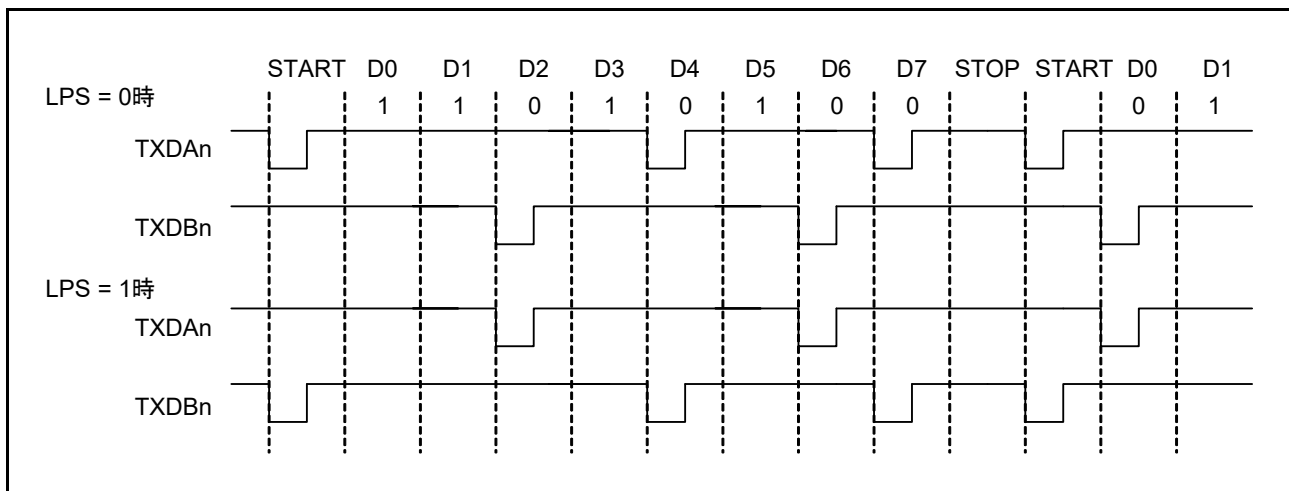 START D0 D1 D2 D3 D4 D5 D6 D7 STOP START D0 D1
LPS = 0時
1 1 0 1 0 1 0 0 0 1
TXDAn
TXDBn
LPS = 1時
TXDAn
TXDBn